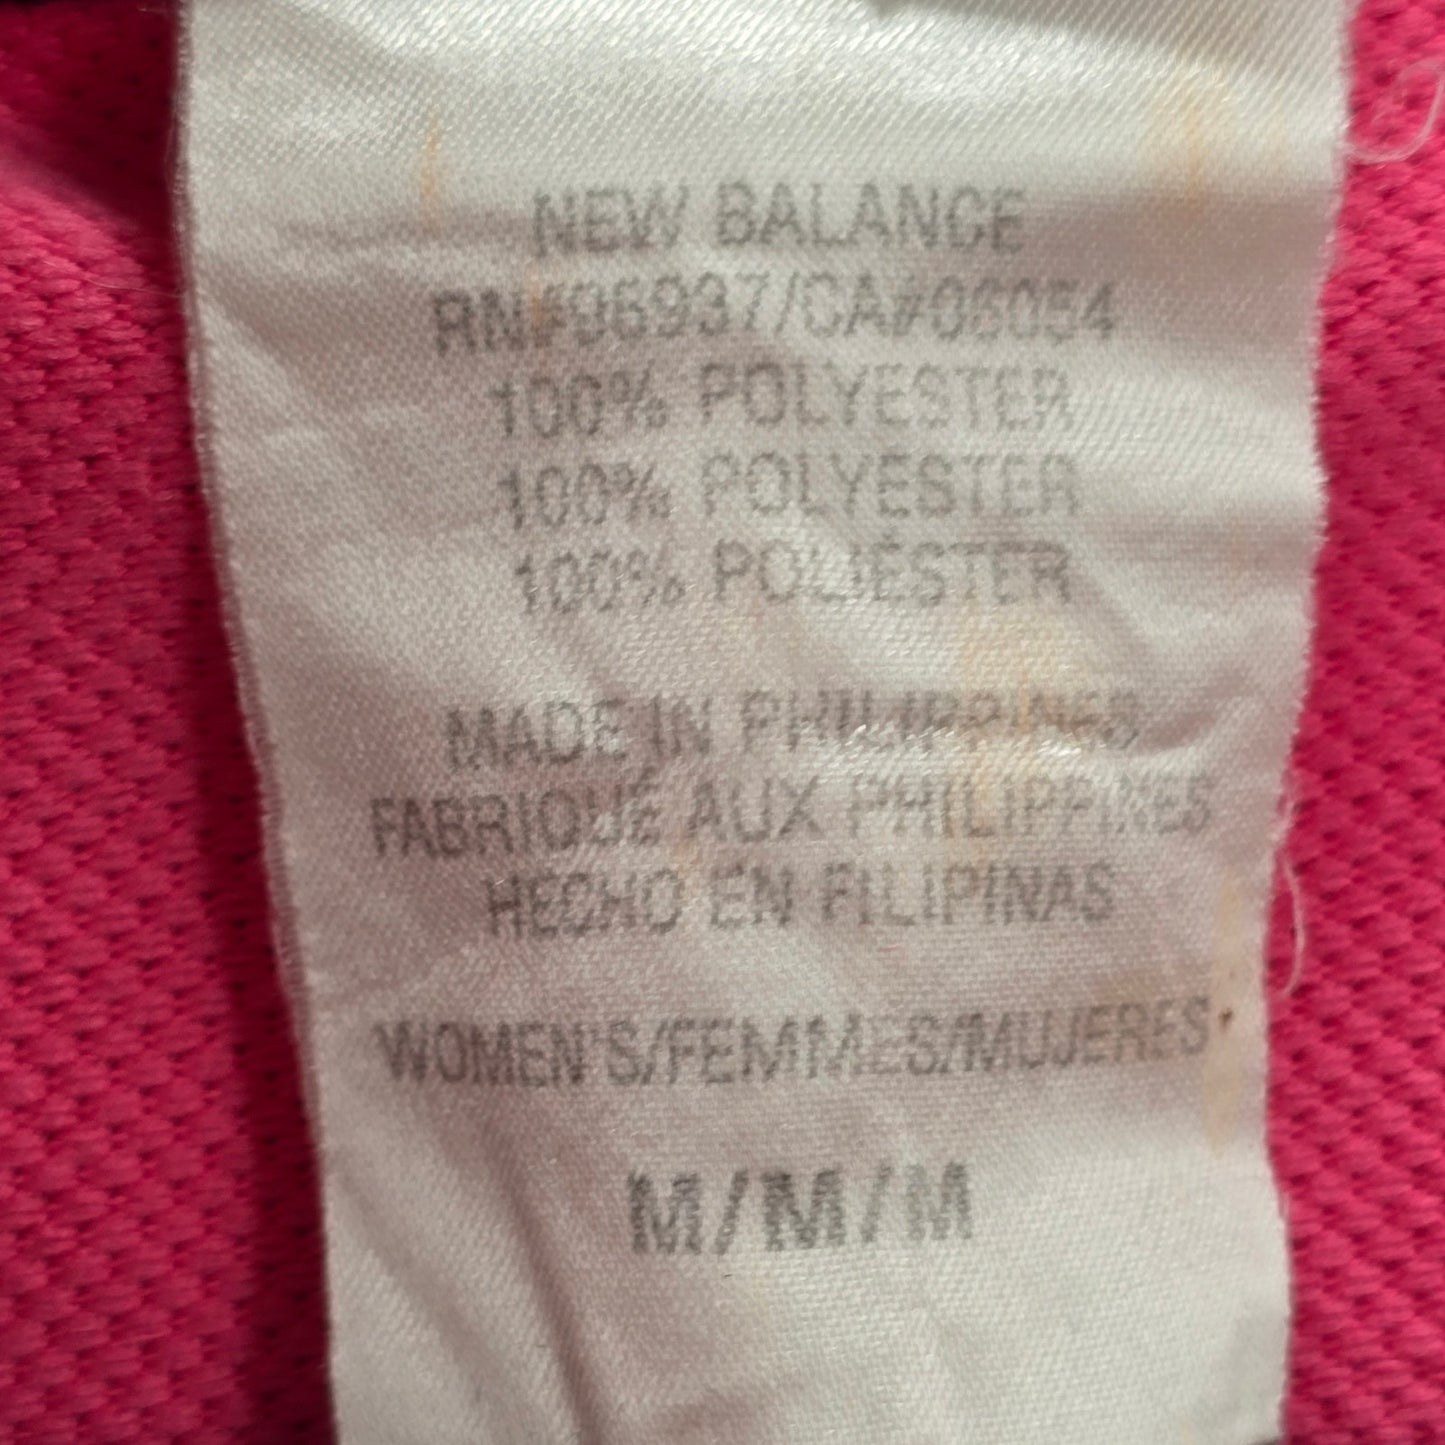 NEW BALANCE
RN#96937/CA#06054
100% POLYESTER
100% POLYESTER
100% POLIÉSTER
MADE IN PHILIPPINES
FABRIQUÉ AUX PHILIPPINES
HECHO EN FILIPINAS
WOMEN'S/FEMMES/MUJERES
M/M/M